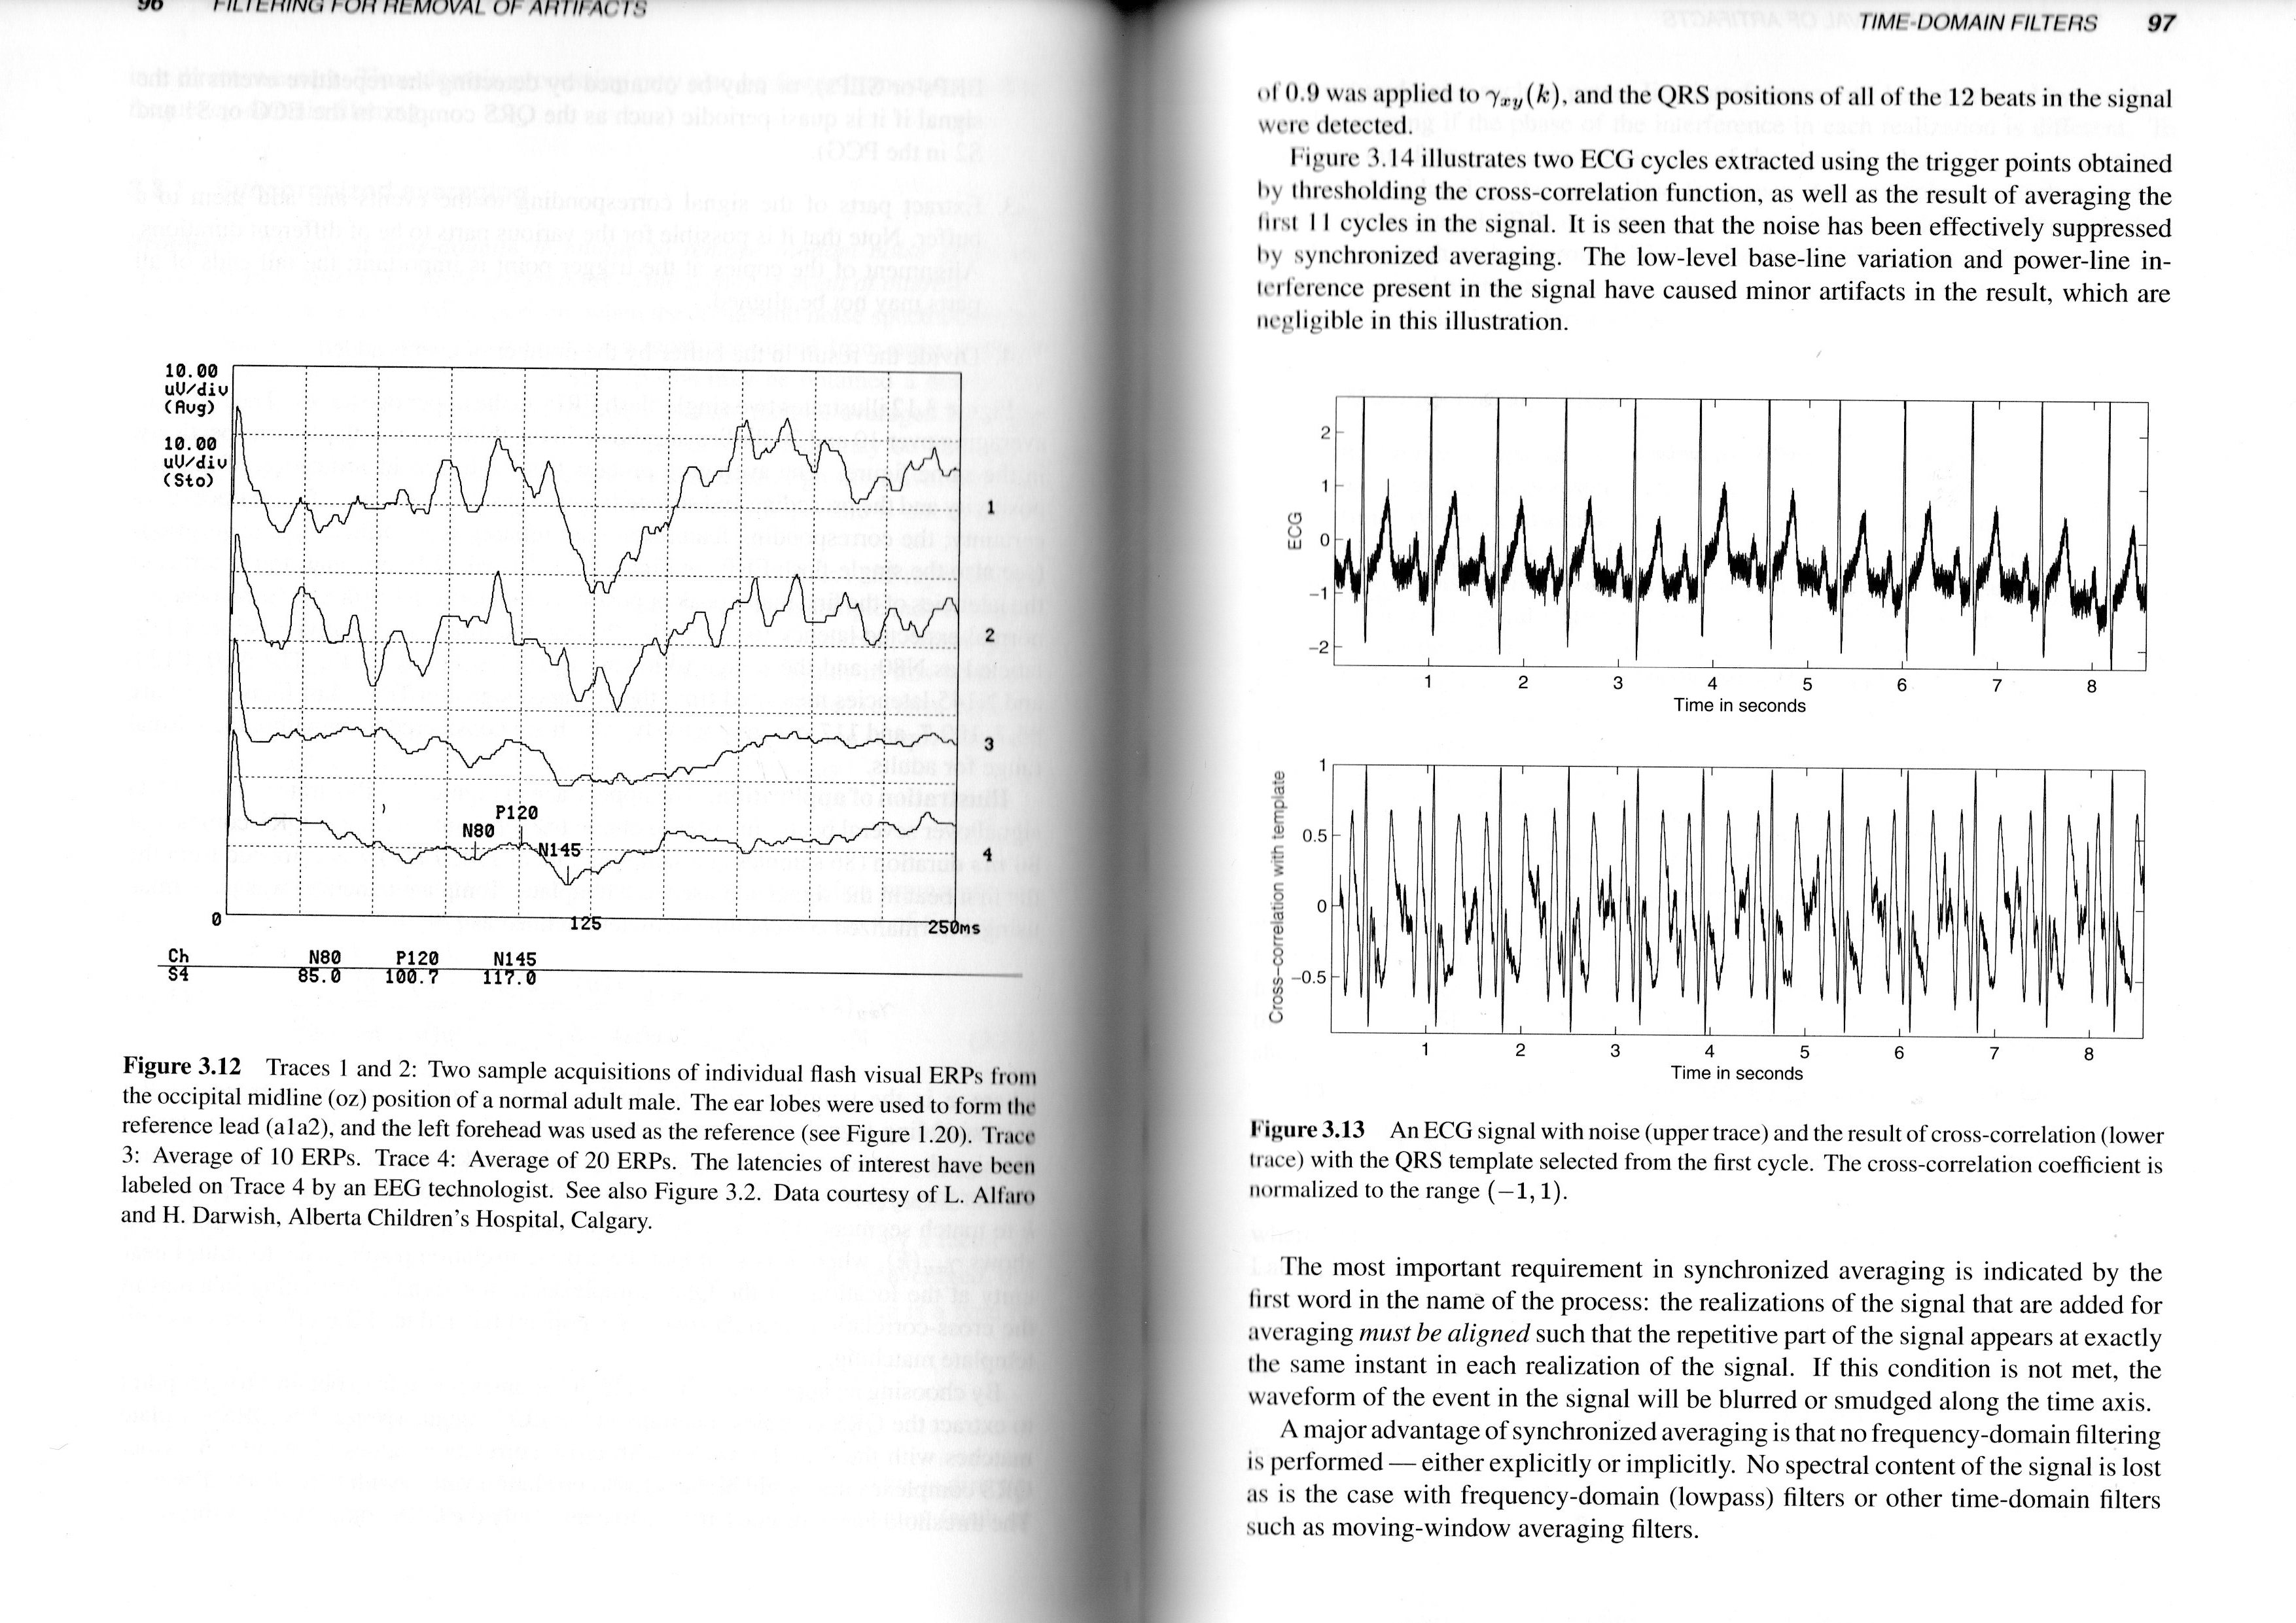 96 FILTERING FOR REMOVAL OF ARTIFACTS
10.00
uV/div
(Avg)
10.00
uV/div
(Sto)
1
2
3
4
P120
N80
N145
0
125
250ms
Ch N80 P120 N145
S4 85.0 100.7 117.0
Figure 3.12 Traces 1 and 2: Two sample acquisitions of individual flash visual ERPs from
the occipital midline (oz) position of a normal adult male. The ear lobes were used to form the
reference lead (a1a2), and the left forehead was used as the reference (see Figure 1.20). Trace
3: Average of 10 ERPs. Trace 4: Average of 20 ERPs. The latencies of interest have been
labeled on Trace 4 by an EEG technologist. See also Figure 3.2. Data courtesy of L. Alfaro
and H. Darwish, Alberta Children's Hospital, Calgary.
TIME-DOMAIN FILTERS 97
of 0.9 was applied to γxy(k), and the QRS positions of all of the 12 beats in the signal
were detected.
Figure 3.14 illustrates two ECG cycles extracted using the trigger points obtained
by thresholding the cross-correlation function, as well as the result of averaging the
first 11 cycles in the signal. It is seen that the noise has been effectively suppressed
by synchronized averaging. The low-level base-line variation and power-line in-
terference present in the signal have caused minor artifacts in the result, which are
negligible in this illustration.
ECG
2
1
0
−1
−2
1 2 3 4 5 6 7 8
Time in seconds
Cross−correlation with template
1
0.5
0
−0.5
1 2 3 4 5 6 7 8
Time in seconds
Figure 3.13 An ECG signal with noise (upper trace) and the result of cross-correlation (lower
trace) with the QRS template selected from the first cycle. The cross-correlation coefficient is
normalized to the range (−1, 1).
The most important requirement in synchronized averaging is indicated by the
first word in the name of the process: the realizations of the signal that are added for
averaging must be aligned such that the repetitive part of the signal appears at exactly
the same instant in each realization of the signal. If this condition is not met, the
waveform of the event in the signal will be blurred or smudged along the time axis.
A major advantage of synchronized averaging is that no frequency-domain filtering
is performed — either explicitly or implicitly. No spectral content of the signal is lost
as is the case with frequency-domain (lowpass) filters or other time-domain filters
such as moving-window averaging filters.